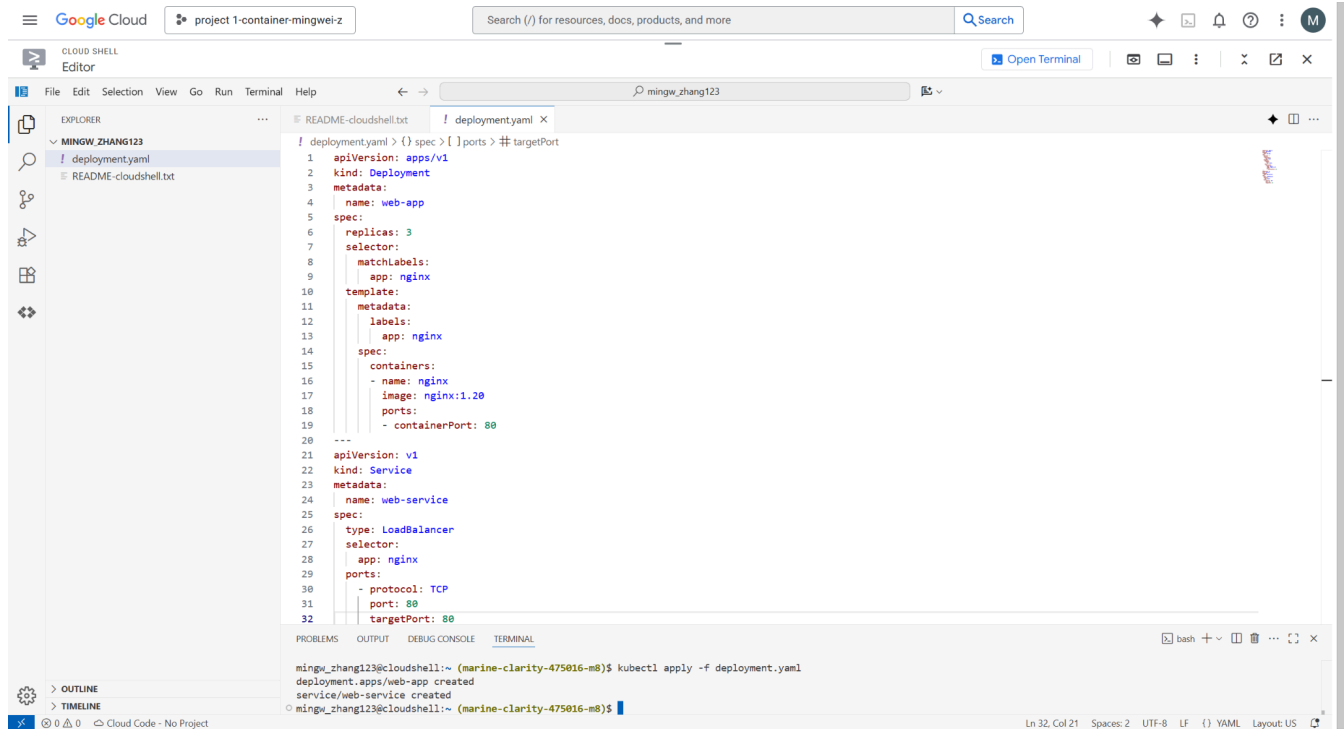 Google Cloud
project 1-container-mingwei-z
Search (/) for resources, docs, products, and more
Search
M
CLOUD SHELL
Editor
Open Terminal
File Edit Selection View Go Run Terminal Help
mingw_zhang123
EXPLORER
MINGW_ZHANG123
! deployment.yaml
README-cloudshell.txt
README-cloudshell.txt
! deployment.yaml
! deployment.yaml > {} spec > [ ] ports > # targetPort
1 apiVersion: apps/v1
2 kind: Deployment
3 metadata:
4   name: web-app
5 spec:
6   replicas: 3
7   selector:
8     matchLabels:
9       app: nginx
10   template:
11     metadata:
12       labels:
13         app: nginx
14     spec:
15       containers:
16       - name: nginx
17         image: nginx:1.20
18         ports:
19         - containerPort: 80
20 ---
21 apiVersion: v1
22 kind: Service
23 metadata:
24   name: web-service
25 spec:
26   type: LoadBalancer
27   selector:
28     app: nginx
29   ports:
30     - protocol: TCP
31       port: 80
32       targetPort: 80
PROBLEMS OUTPUT DEBUG CONSOLE TERMINAL
bash
mingw_zhang123@cloudshell:~ (marine-clarity-475016-m8)$ kubectl apply -f deployment.yaml
deployment.apps/web-app created
service/web-service created
mingw_zhang123@cloudshell:~ (marine-clarity-475016-m8)$
OUTLINE
TIMELINE
0 0 Cloud Code - No Project
Ln 32, Col 21 Spaces: 2 UTF-8 LF {} YAML Layout: US